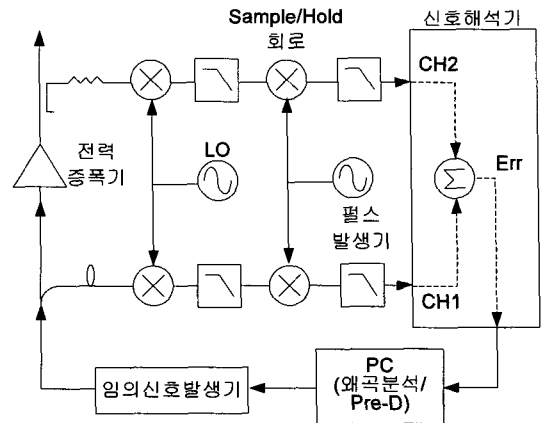 Sample/Hold
회로
신호해석기
CH2
전력
증폭기
LO
Err
Σ
펄스
발생기
CH1
임의신호발생기
PC
(왜곡분석/
Pre-D)